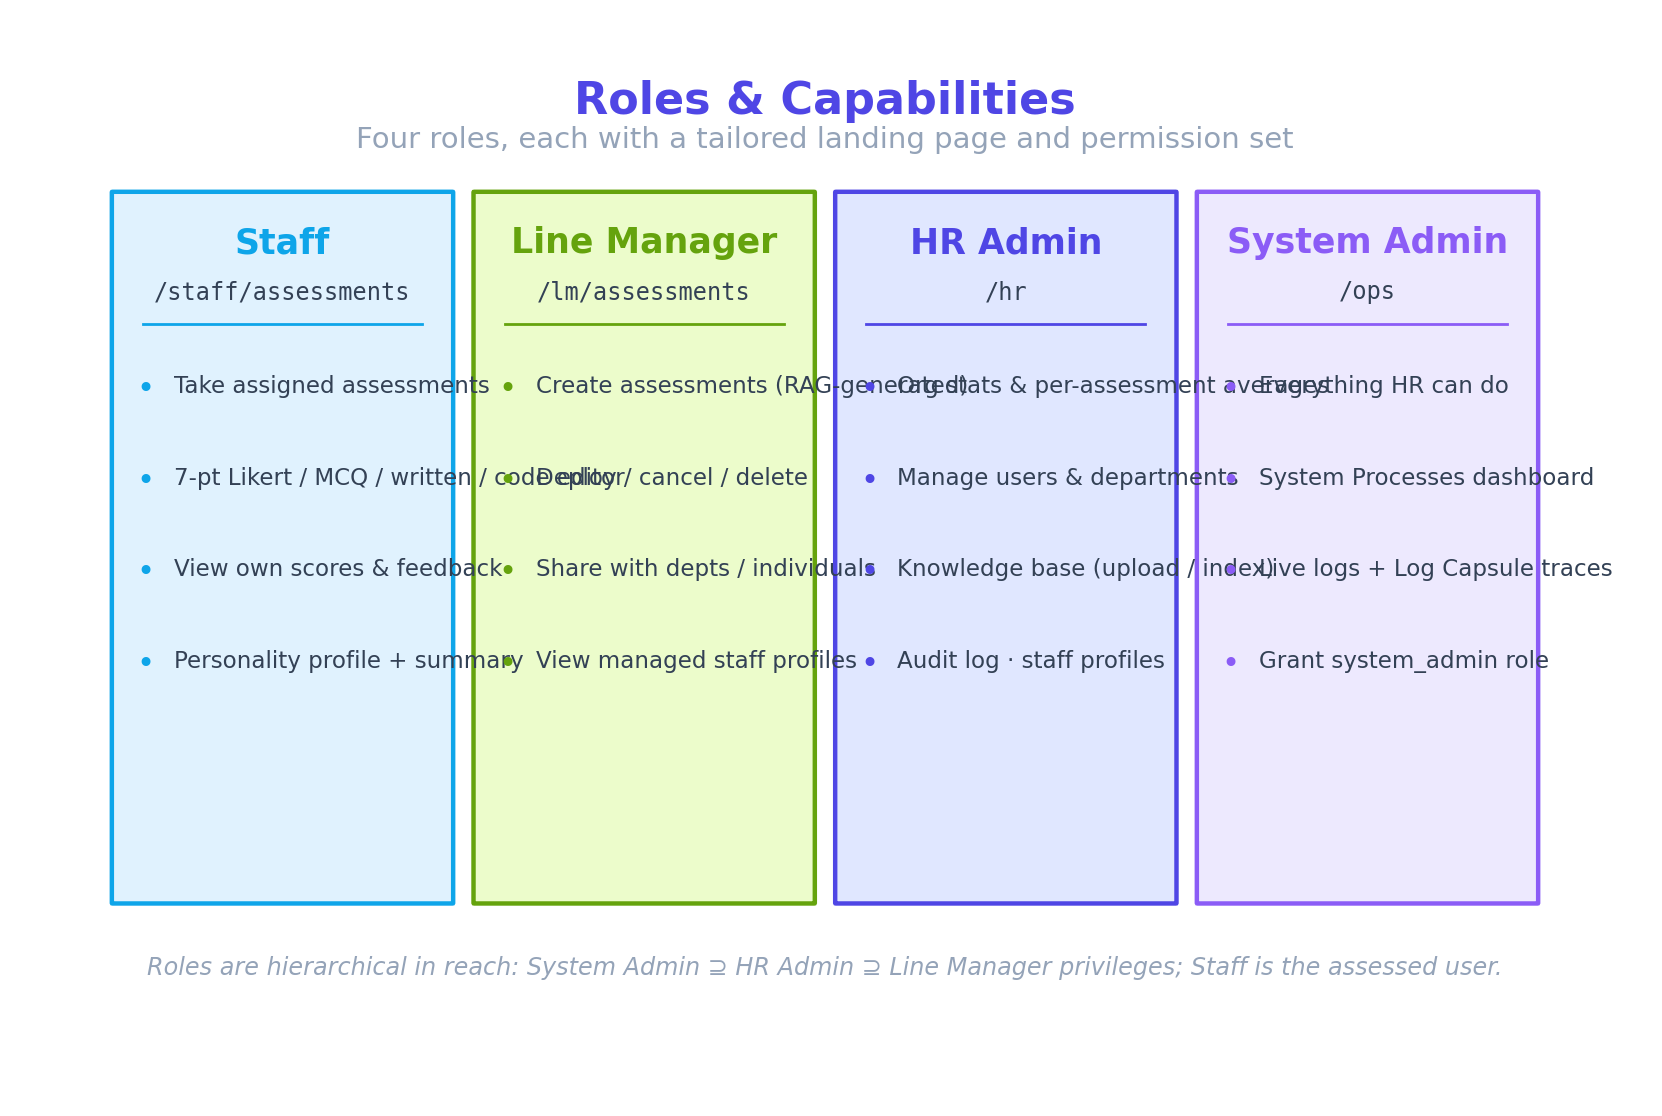 Roles & Capabilities
Four roles, each with a tailored landing page and permission set
Staff
/staff/assessments
• Take assigned assessments
• 7-pt Likert / MCQ / written / code editor
• View own scores & feedback
• Personality profile + summary
Line Manager
/lm/assessments
• Create assessments (RAG-generated)
• Deploy / cancel / delete
• Share with depts / individuals
• View managed staff profiles
HR Admin
/hr
• Org stats & per-assessment averages
• Manage users & departments
• Knowledge base (upload / index)
• Audit log · staff profiles
System Admin
/ops
• Everything HR can do
• System Processes dashboard
• Live logs + Log Capsule traces
• Grant system_admin role
Roles are hierarchical in reach: System Admin ⊇ HR Admin ⊇ Line Manager privileges; Staff is the assessed user.